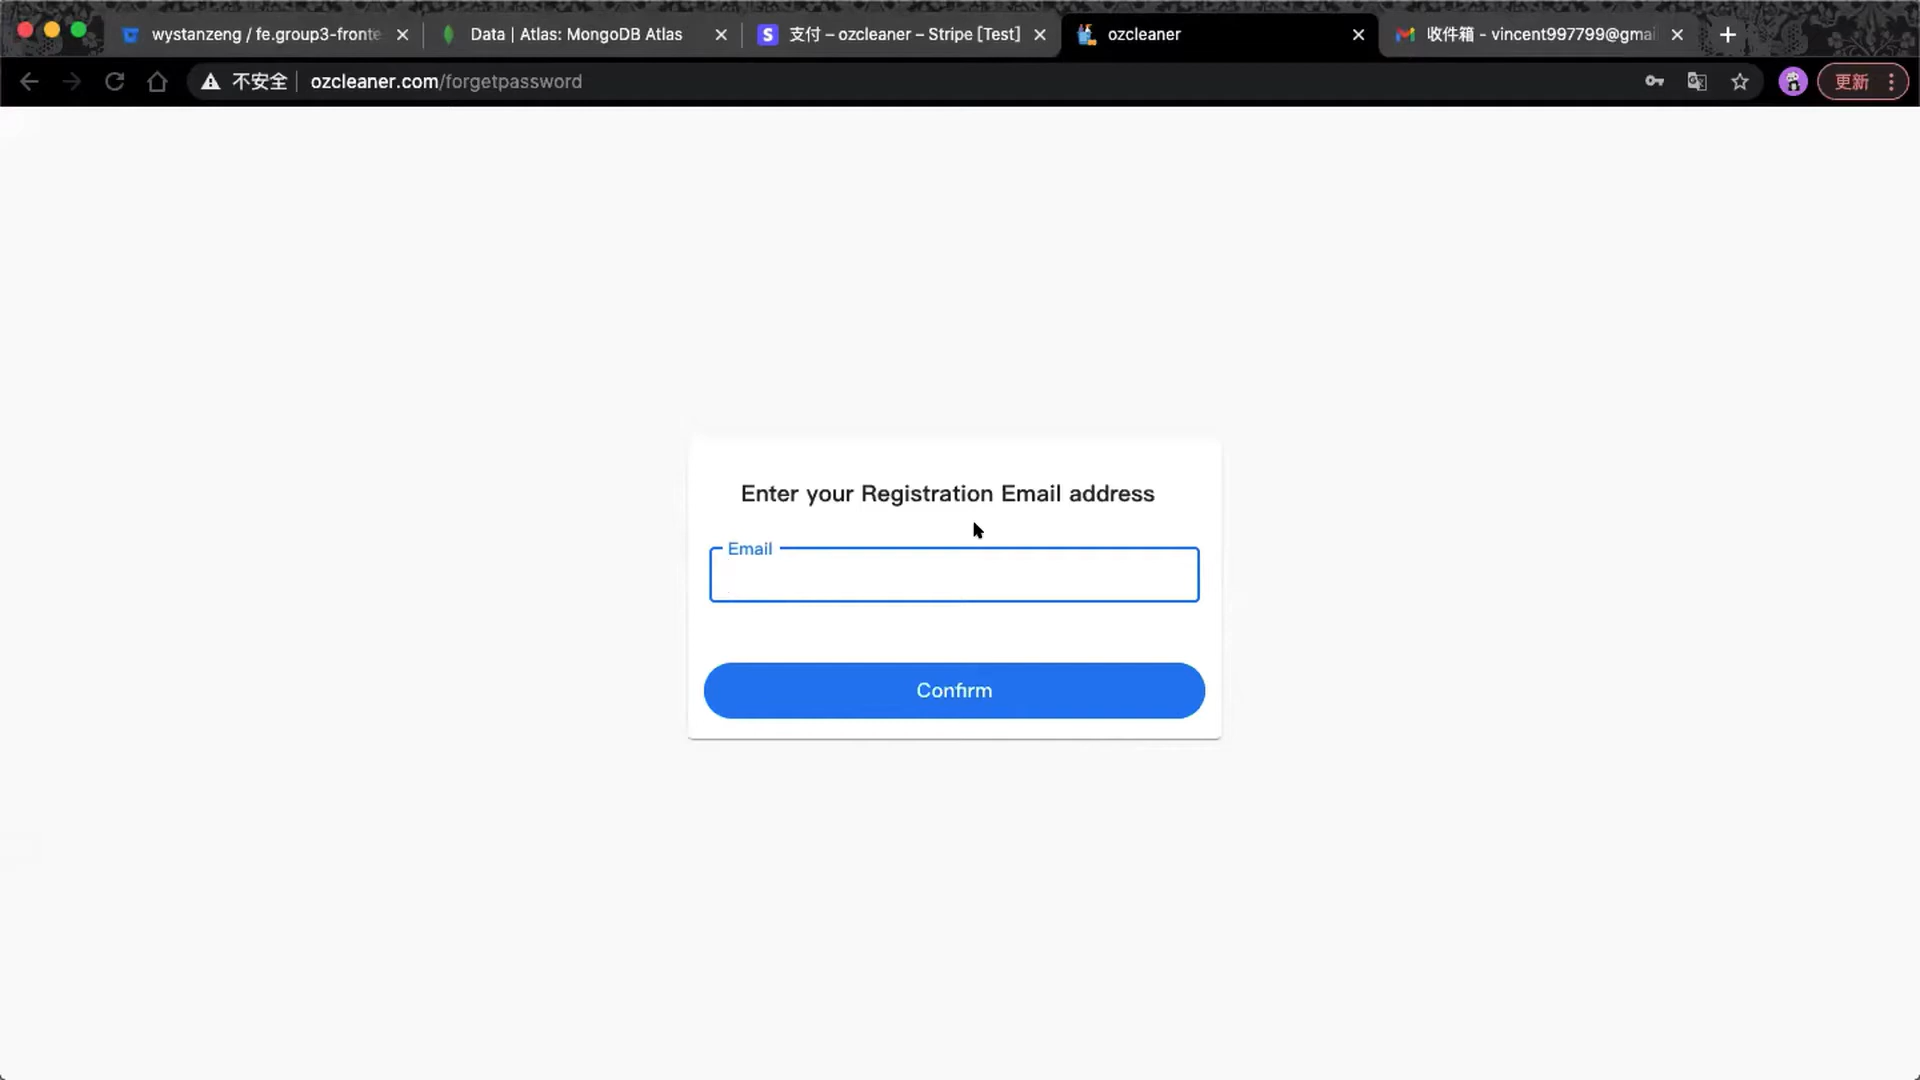 wystanzeng / fe.group3-fronte
Data | Atlas: MongoDB Atlas
S 支付 – ozcleaner – Stripe [Test]
ozcleaner
收件箱 - vincent997799@gmai
不安全 ozcleaner.com/forgetpassword
更新
Enter your Registration Email address
Email
Confirm